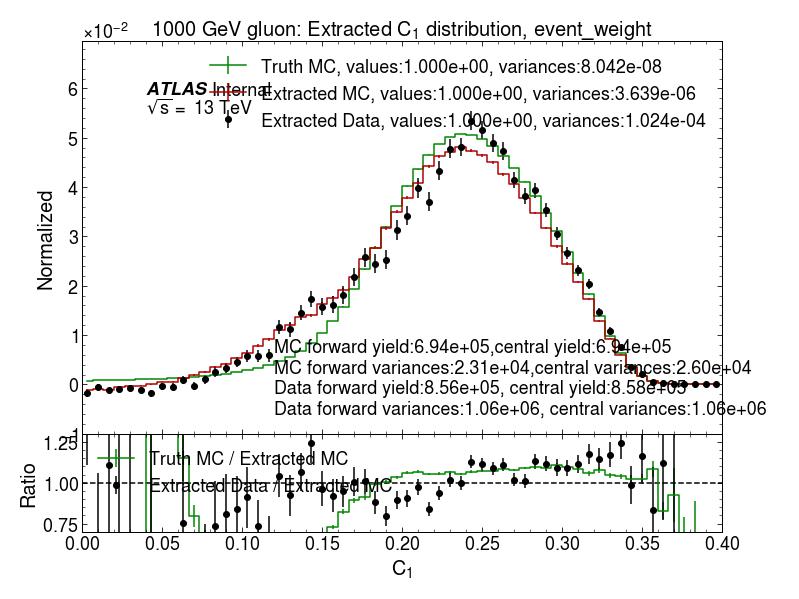 1000 GeV gluon: Extracted C1 distribution, event_weight
×10−2
Truth MC, values:1.000e+00, variances:8.042e-08
ATLAS Internal
Extracted MC, values:1.000e+00, variances:3.639e-06
√s = 13 TeV
Extracted Data, values:1.000e+00, variances:1.024e-04
6
5
4
3
2
1
0
1
Normalized
MC forward yield:6.94e+05,central yield:6.94e+05
MC forward variances:2.31e+04,central variances:2.60e+04
Data forward yield:8.56e+05, central yield:8.58e+05
Data forward variances:1.06e+06, central variances:1.06e+06
1.25
1.00
0.75
Ratio
Truth MC / Extracted MC
Extracted Data / Extracted MC
0.00 0.05 0.10 0.15 0.20 0.25 0.30 0.35 0.40
C1